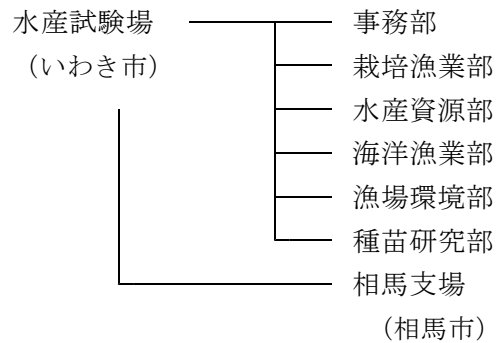 水産試験場
事務部
（いわき市）
栽培漁業部
水産資源部
海洋漁業部
漁場環境部
種苗研究部
相馬支場
（相馬市）